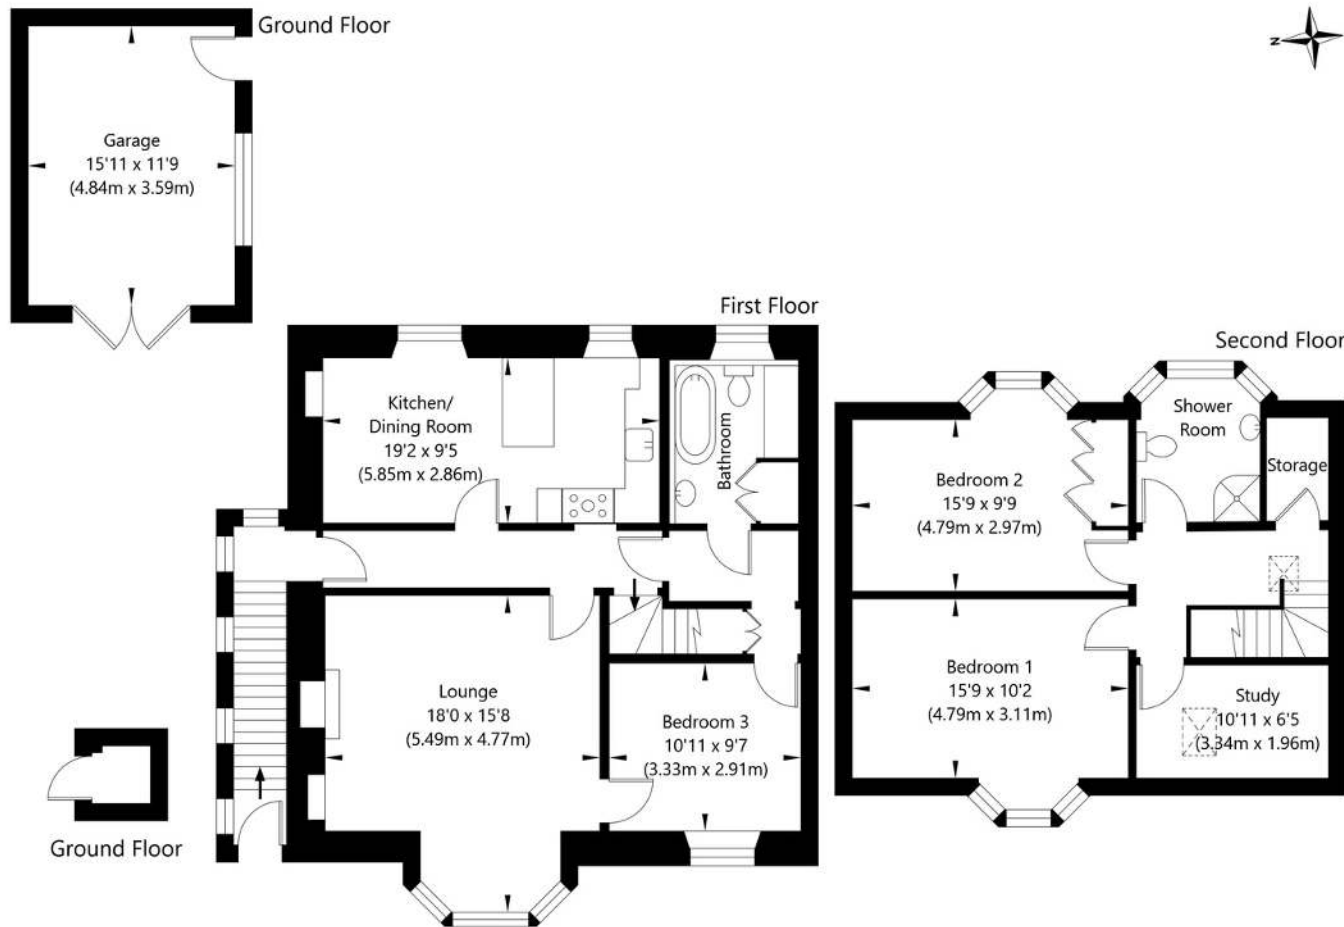 Ground Floor
Garage
15'11 x 11'9
(4.84m x 3.59m)
N
First Floor
Kitchen/
Dining Room
19'2 x 9'5
(5.85m x 2.86m)
Bathroom
Lounge
18'0 x 15'8
(5.49m x 4.77m)
Bedroom 3
10'11 x 9'7
(3.33m x 2.91m)
Ground Floor
Second Floor
Shower
Room
Storage
Bedroom 2
15'9 x 9'9
(4.79m x 2.97m)
Bedroom 1
15'9 x 10'2
(4.79m x 3.11m)
Study
10'11 x 6'5
(3.34m x 1.96m)